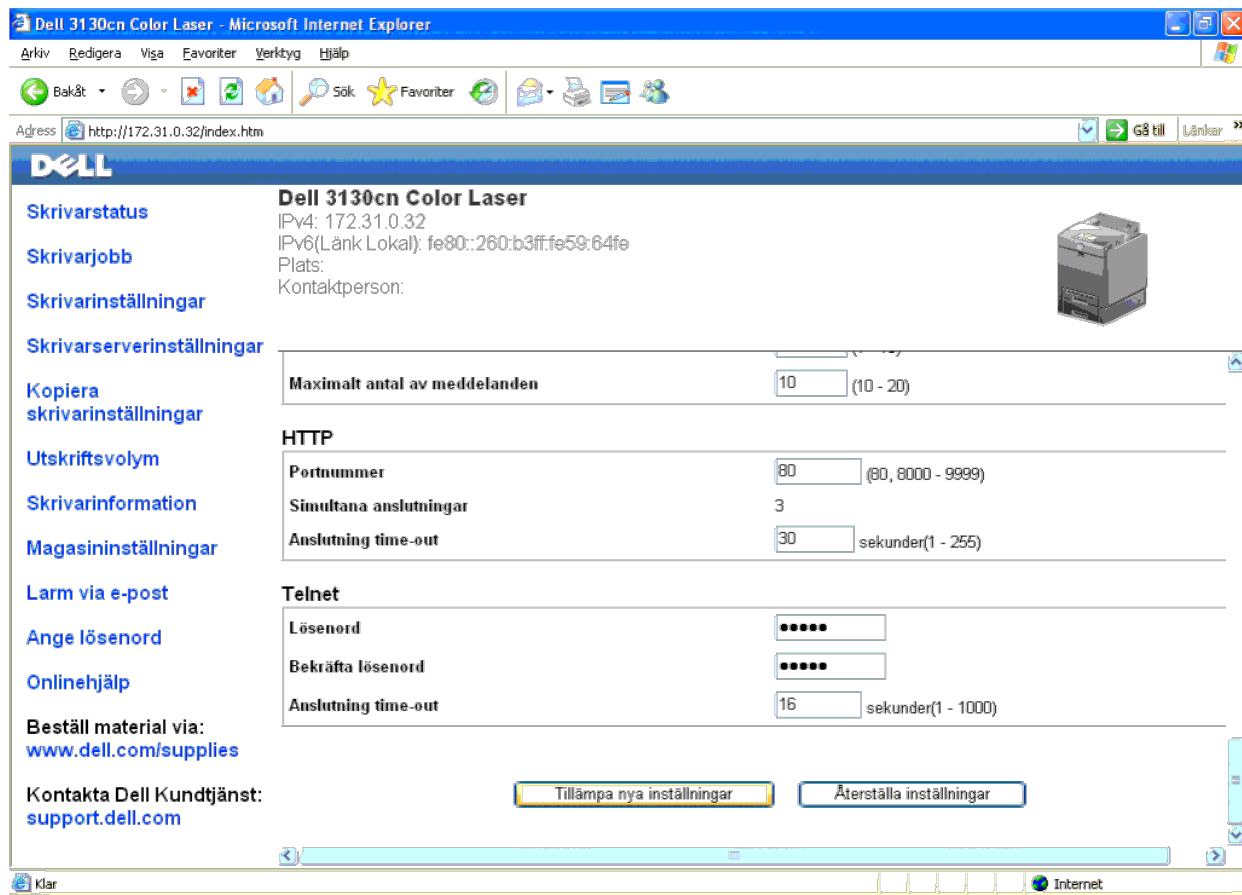 Dell 3130cn Color Laser - Microsoft Internet Explorer
Arkiv Redigera Visa Favoriter Verktyg Hjälp
Bakåt Sök Favoriter
Adress http://172.31.0.32/index.htm Gå till Länkar »
DELL
Dell 3130cn Color Laser
IPv4: 172.31.0.32
IPv6(Länk Lokal): fe80::260:b3ff:fe59:64fe
Plats:
Kontaktperson:
Skrivarstatus
Skrivarjobb
Skrivarinställningar
Skrivarserverinställningar
Kopiera
skrivarinställningar
Utskriftsvolym
Skrivarinformation
Magasininställningar
Larm via e-post
Ange lösenord
Onlinehjälp
Beställ material via:
www.dell.com/supplies
Kontakta Dell Kundtjänst:
support.dell.com
Maximalt antal av meddelanden 10 (10 - 20)
HTTP
Portnummer 80 (80, 8000 - 9999)
Simultana anslutningar 3
Anslutning time-out 30 sekunder(1 - 255)
Telnet
Lösenord •••••
Bekräfta lösenord •••••
Anslutning time-out 16 sekunder(1 - 1000)
Tillämpa nya inställningar Återställa inställningar
Klar Internet